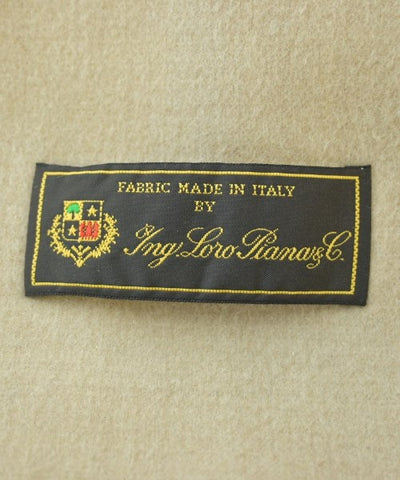 FABRIC MADE IN ITALY
BY
Ing. Loro Piana & C.